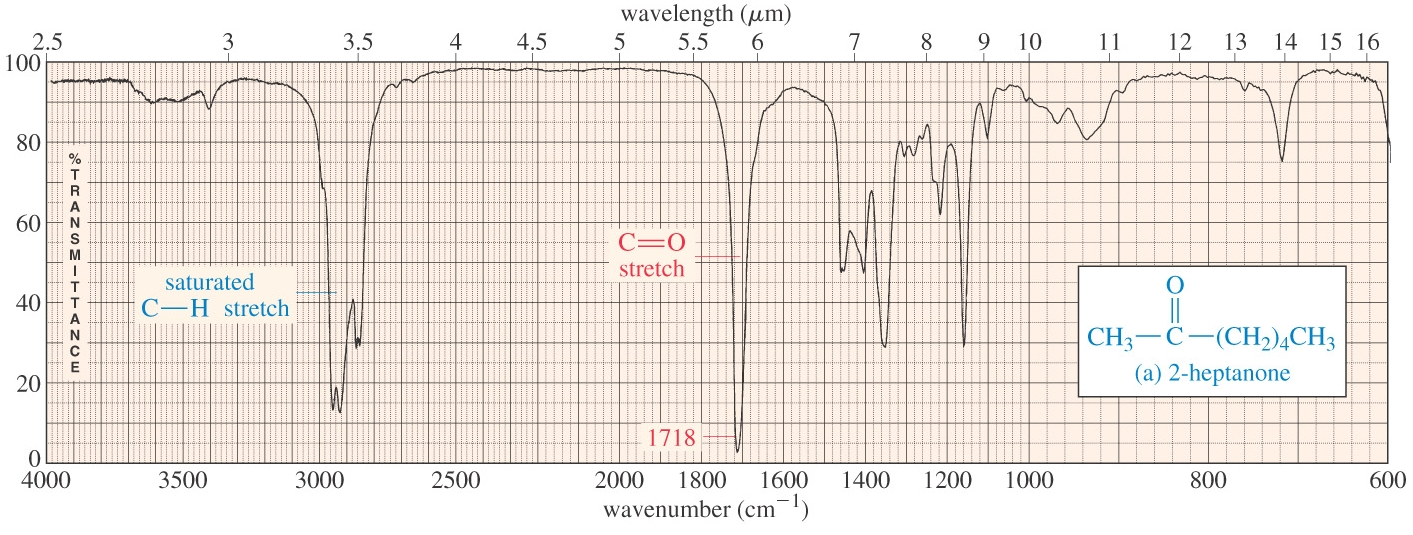 wavelength (μm)
2.5 3 3.5 4 4.5 5 5.5 6 7 8 9 10 11 12 13 14 15 16
100
80
60
40
20
0
% TRANSMITTANCE
saturated
C—H stretch
C=O
stretch
1718
O
||
CH₃—C—(CH₂)₄CH₃
(a) 2-heptanone
4000 3500 3000 2500 2000 1800 1600 1400 1200 1000 800 600
wavenumber (cm⁻¹)